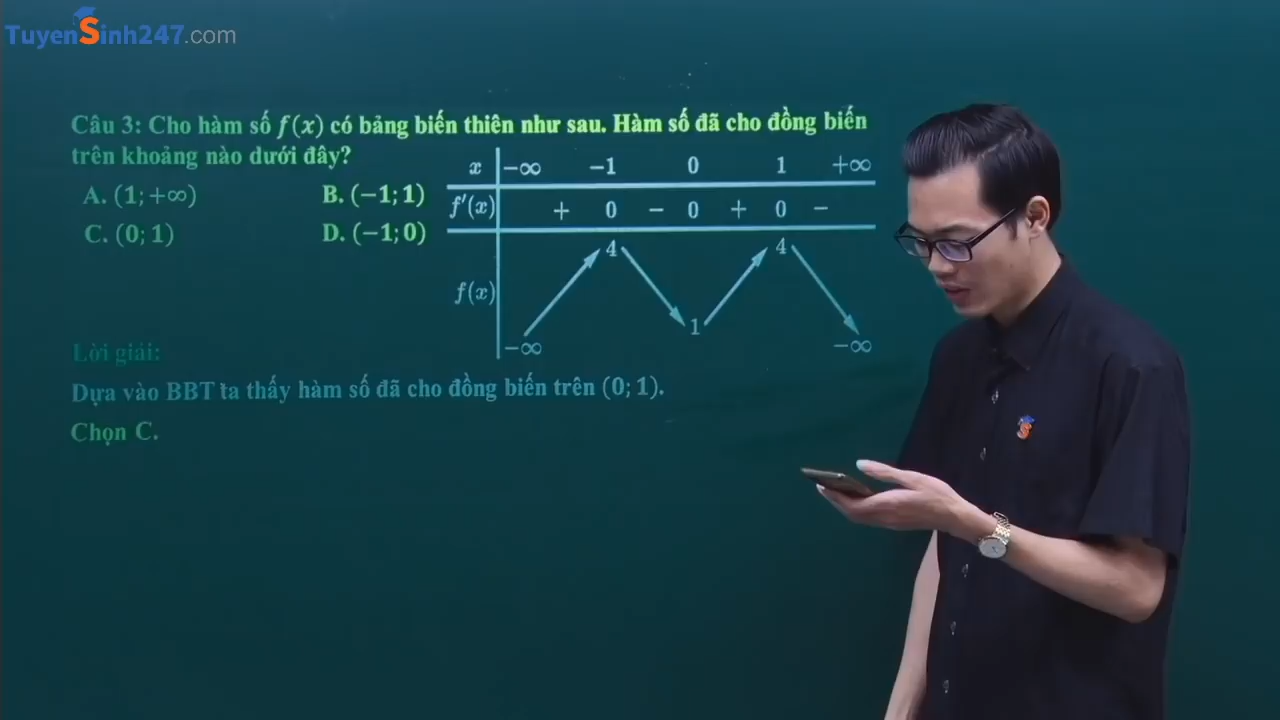 TuyenSinh247.com
Câu 3: Cho hàm số f(x) có bảng biến thiên như sau. Hàm số đã cho đồng biến
trên khoảng nào dưới đây?
A. (1; +∞) B. (−1; 1)
C. (0; 1) D. (−1; 0)
x −∞ −1 0 1 +∞
f′(x) + 0 − 0 + 0 −
4 4
f(x)
1
−∞ −∞
Lời giải:
Dựa vào BBT ta thấy hàm số đã cho đồng biến trên (0; 1).
Chọn C.
S